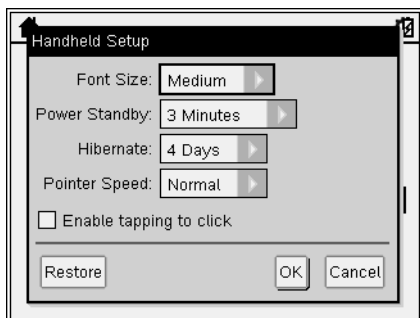 Handheld Setup
Font Size: Medium
Power Standby: 3 Minutes
Hibernate: 4 Days
Pointer Speed: Normal
Enable tapping to click
Restore OK Cancel